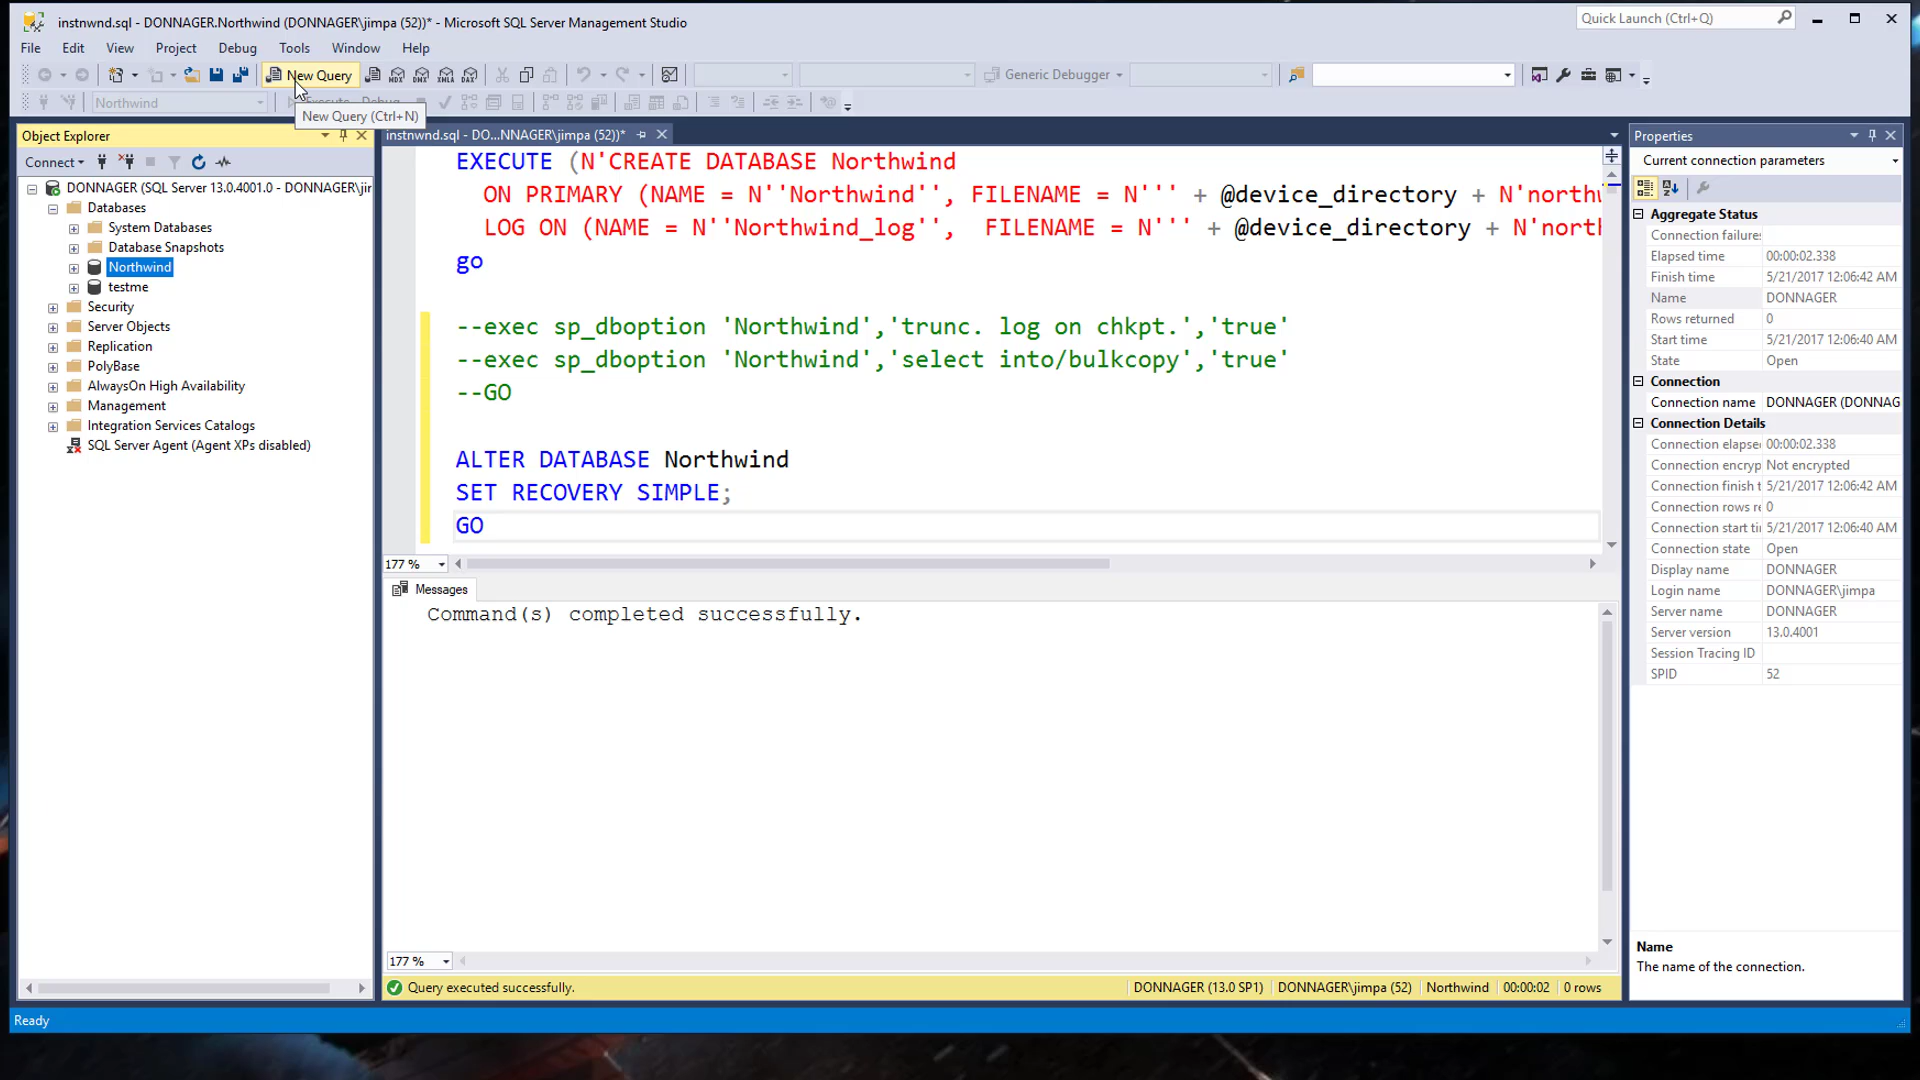 instnwnd.sql - DONNAGER.Northwind (DONNAGER\jimpa (52))* - Microsoft SQL Server Management Studio
Quick Launch (Ctrl+Q)
File Edit View Project Debug Tools Window Help
New Query
MDX DMX XMLA DAX
Generic Debugger
Northwind
Execute Debug
New Query (Ctrl+N)
Object Explorer
Connect
DONNAGER (SQL Server 13.0.4001.0 - DONNAGER\jir
Databases
System Databases
Database Snapshots
Northwind
testme
Security
Server Objects
Replication
PolyBase
AlwaysOn High Availability
Management
Integration Services Catalogs
SQL Server Agent (Agent XPs disabled)
instnwnd.sql - DO...NNAGER\jimpa (52))*
EXECUTE (N'CREATE DATABASE Northwind
ON PRIMARY (NAME = N''Northwind'', FILENAME = N''' + @device_directory + N'northw
LOG ON (NAME = N''Northwind_log'', FILENAME = N''' + @device_directory + N'north
go
--exec sp_dboption 'Northwind','trunc. log on chkpt.','true'
--exec sp_dboption 'Northwind','select into/bulkcopy','true'
--GO
ALTER DATABASE Northwind
SET RECOVERY SIMPLE;
GO
177 %
Messages
Command(s) completed successfully.
177 %
Query executed successfully.
DONNAGER (13.0 SP1) DONNAGER\jimpa (52) Northwind 00:00:02 0 rows
Properties
Current connection parameters
Aggregate Status
Connection failures
Elapsed time 00:00:02.338
Finish time 5/21/2017 12:06:42 AM
Name DONNAGER
Rows returned 0
Start time 5/21/2017 12:06:40 AM
State Open
Connection
Connection name DONNAGER (DONNAG
Connection Details
Connection elapse 00:00:02.338
Connection encryp Not encrypted
Connection finish t 5/21/2017 12:06:42 AM
Connection rows re 0
Connection start ti 5/21/2017 12:06:40 AM
Connection state Open
Display name DONNAGER
Login name DONNAGER\jimpa
Server name DONNAGER
Server version 13.0.4001
Session Tracing ID
SPID 52
Name
The name of the connection.
Ready